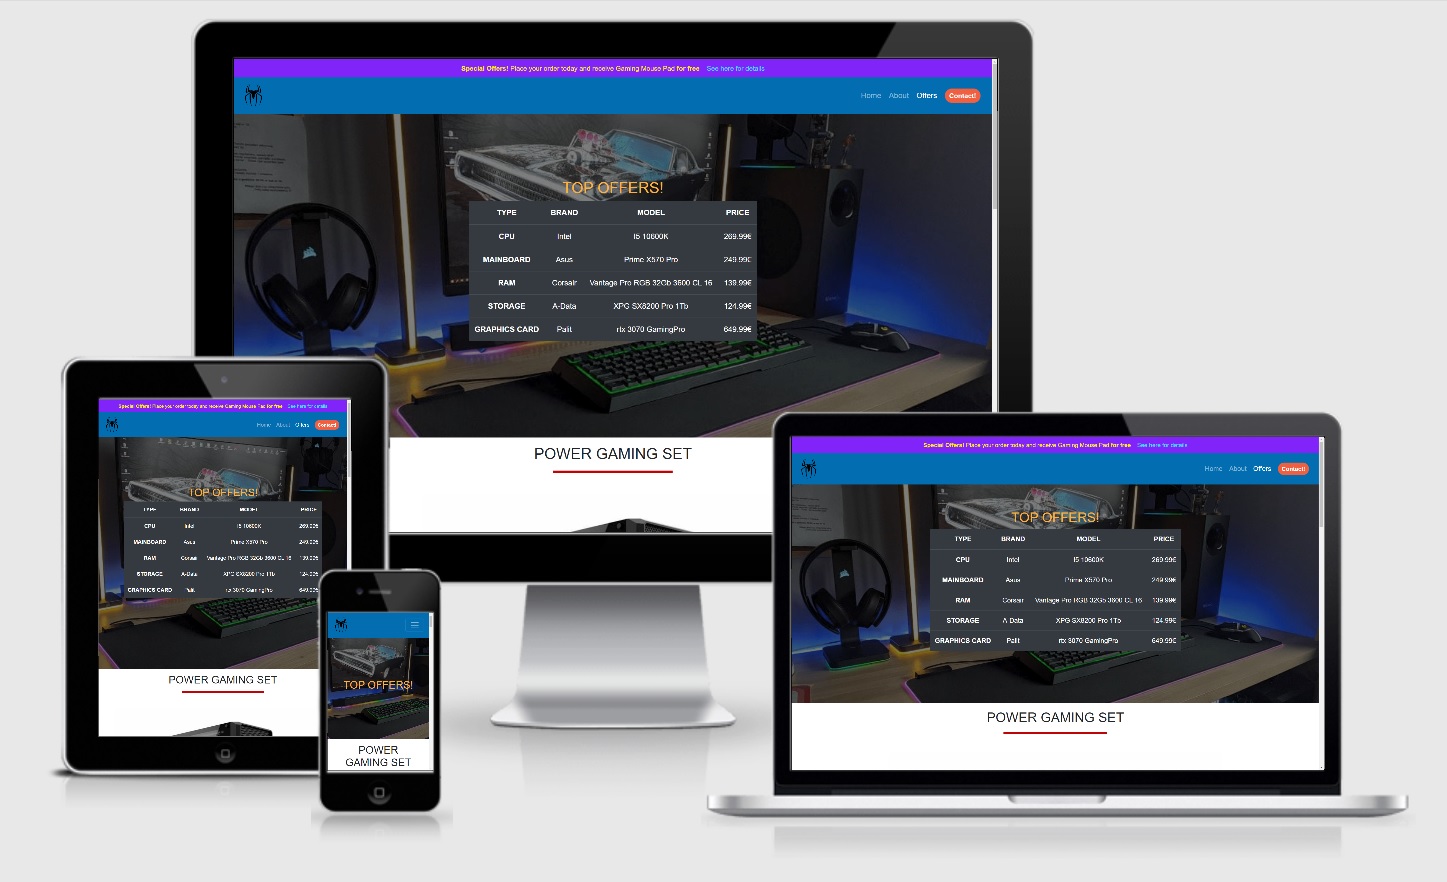 Special Offers! Place your order today and receive Gaming Mouse Pad for free See here for details
Home About Offers Contact!
TOP OFFERS!
TYPE BRAND MODEL PRICE
CPU Intel I5 10600K 269.99€
MAINBOARD Asus Prime X570 Pro 249.99€
RAM Corsair Vantage Pro RGB 32Gb 3600 CL 16 139.99€
STORAGE A-Data XPG SX8200 Pro 1Tb 124.99€
GRAPHICS CARD Palit rtx 3070 GamingPro 649.99€
POWER GAMING SET
Special Offers! Place your order today and receive Gaming Mouse Pad for free See here for details
Home About Offers Contact!
TOP OFFERS!
TYPE BRAND MODEL PRICE
CPU Intel I5 10600K 269.99€
MAINBOARD Asus Prime X570 Pro 249.99€
RAM Corsair Vantage Pro RGB 32Gb 3600 CL 16 139.99€
STORAGE A-Data XPG SX8200 Pro 1Tb 124.99€
GRAPHICS CARD Palit rtx 3070 GamingPro 649.99€
POWER GAMING SET
TOP OFFERS!
POWER
GAMING SET
Special Offers! Place your order today and receive Gaming Mouse Pad for free See here for details
Home About Offers Contact!
TOP OFFERS!
TYPE BRAND MODEL PRICE
CPU Intel I5 10600K 269.99€
MAINBOARD Asus Prime X570 Pro 249.99€
RAM Corsair Vantage Pro RGB 32Gb 3600 CL 16 139.99€
STORAGE A-Data XPG SX8200 Pro 1Tb 124.99€
GRAPHICS CARD Palit rtx 3070 GamingPro 649.99€
POWER GAMING SET